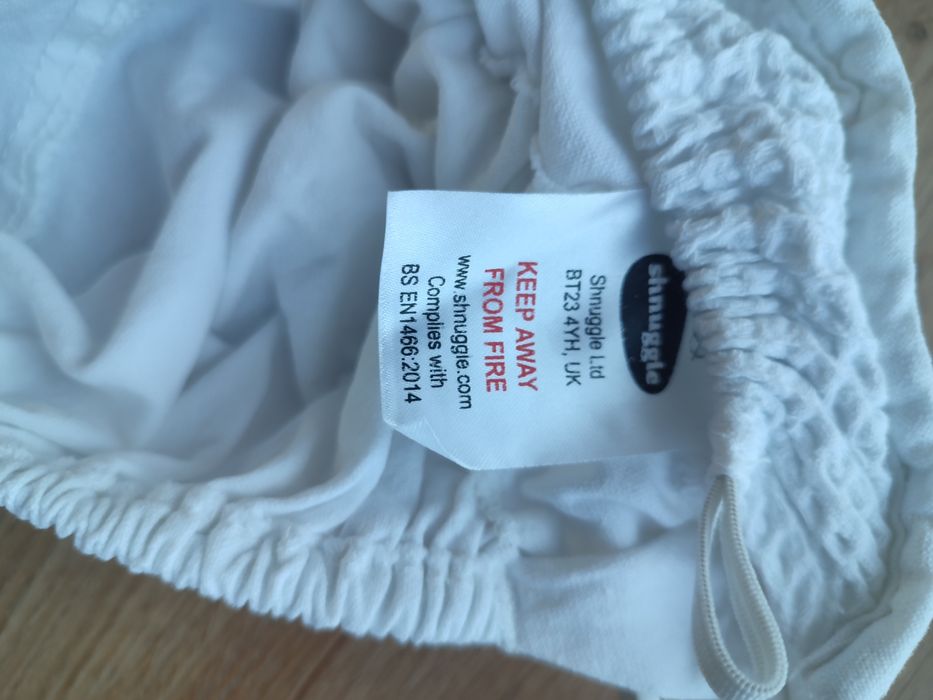 shnuggle
Shnuggle Ltd
BT23 4YH, UK
KEEP AWAY
FROM FIRE
www.shnuggle.com
Complies with
BS EN1466:2014